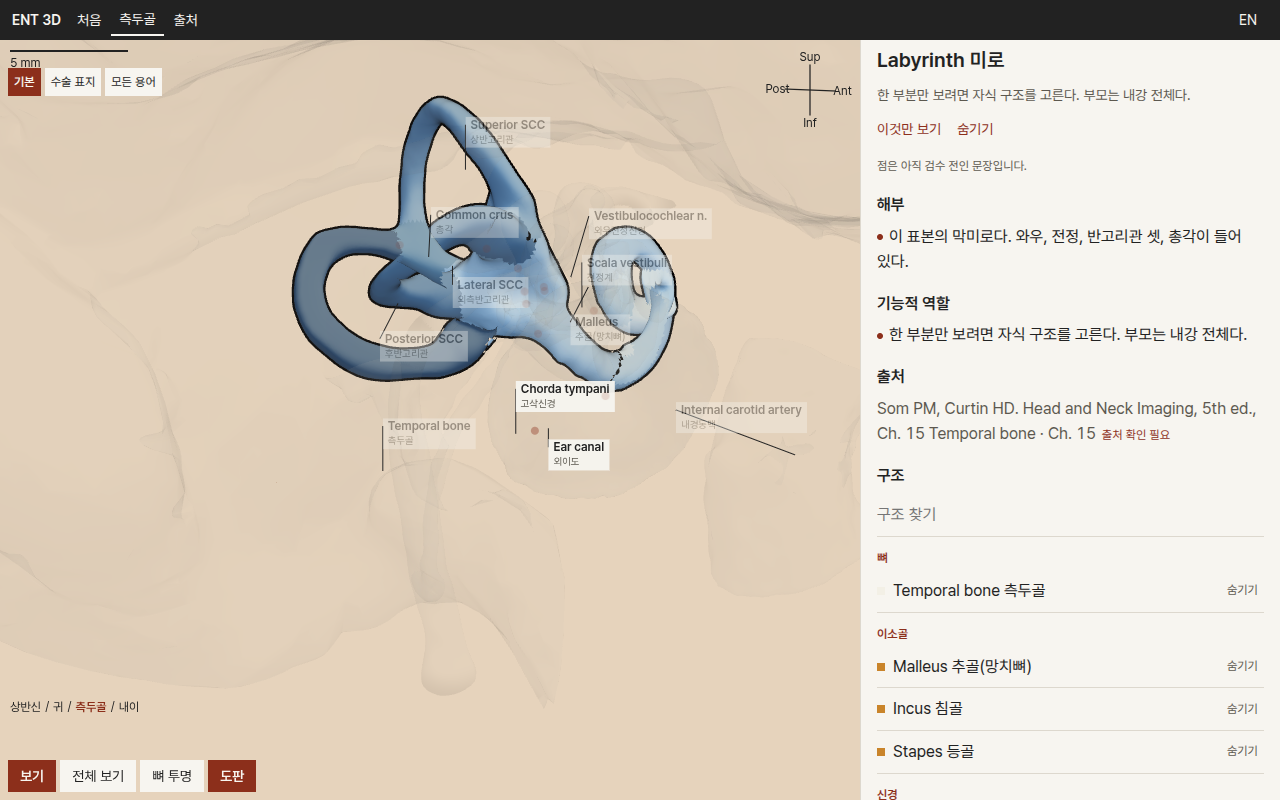 ENT 3D 처음 측두골 출처 EN
5 mm
기본 수술 표지 모든 용어
Sup
Post Ant
Inf
Superior SCC
상반고리관
Common crus
총각
Vestibulocochlear n.
Scala vestibuli
전정계
Lateral SCC
외측반고리관
Malleus
추골(망치뼈)
Posterior SCC
후반고리관
Chorda tympani
고삭신경
Internal carotid artery
내경동맥
Temporal bone
측두골
Ear canal
외이도
상반신 / 귀 / 측두골 / 내이
보기 전체 보기 뼈 투명 도판
Labyrinth 미로
한 부분만 보려면 자식 구조를 고른다. 부모는 내강 전체다.
이것만 보기 숨기기
점은 아직 검수 전인 문장입니다.
해부
이 표본의 막미로다. 와우, 전정, 반고리관 셋, 총각이 들어
있다.
기능적 역할
한 부분만 보려면 자식 구조를 고른다. 부모는 내강 전체다.
출처
Som PM, Curtin HD. Head and Neck Imaging, 5th ed.,
Ch. 15 Temporal bone · Ch. 15 출처 확인 필요
구조
구조 찾기
뼈
Temporal bone 측두골 숨기기
이소골
Malleus 추골(망치뼈) 숨기기
Incus 침골 숨기기
Stapes 등골 숨기기
신경